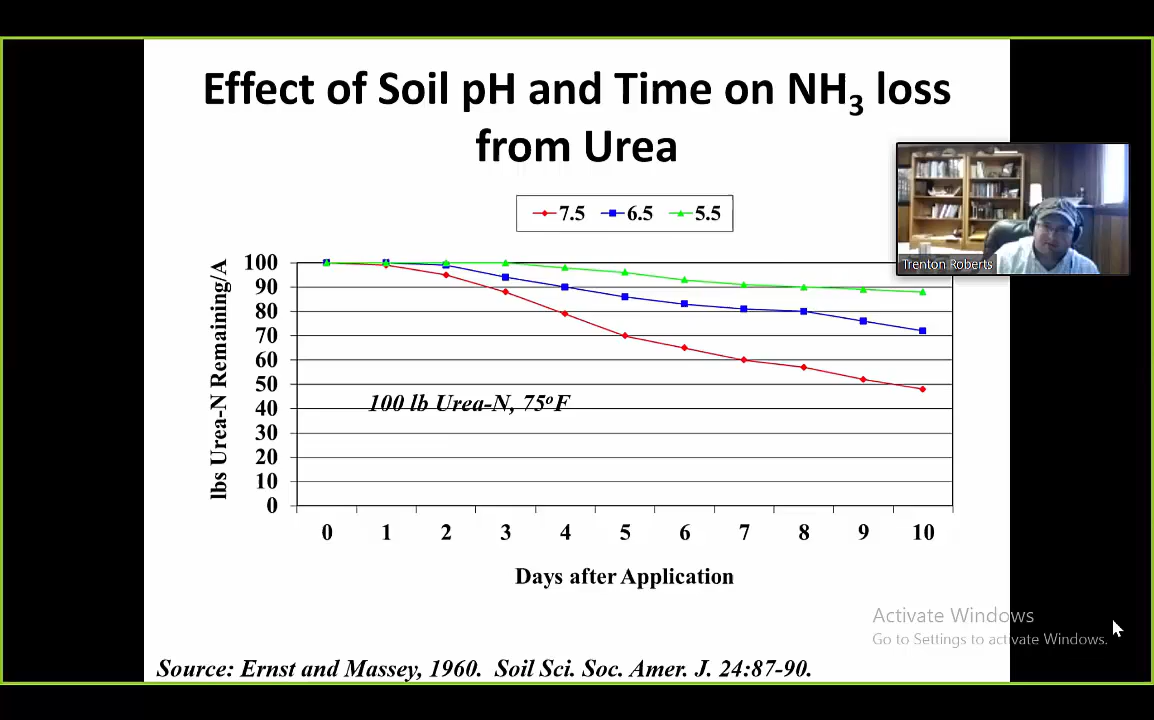 Effect of Soil pH and Time on NH₃ loss
from Urea
7.5 6.5 5.5
Trenton Roberts
lbs Urea-N Remaining/A
100
90
80
70
60
50
40
30
20
10
0
100 lb Urea-N, 75°F
0 1 2 3 4 5 6 7 8 9 10
Days after Application
Activate Windows
Go to Settings to activate Windows.
Source: Ernst and Massey, 1960. Soil Sci. Soc. Amer. J. 24:87-90.